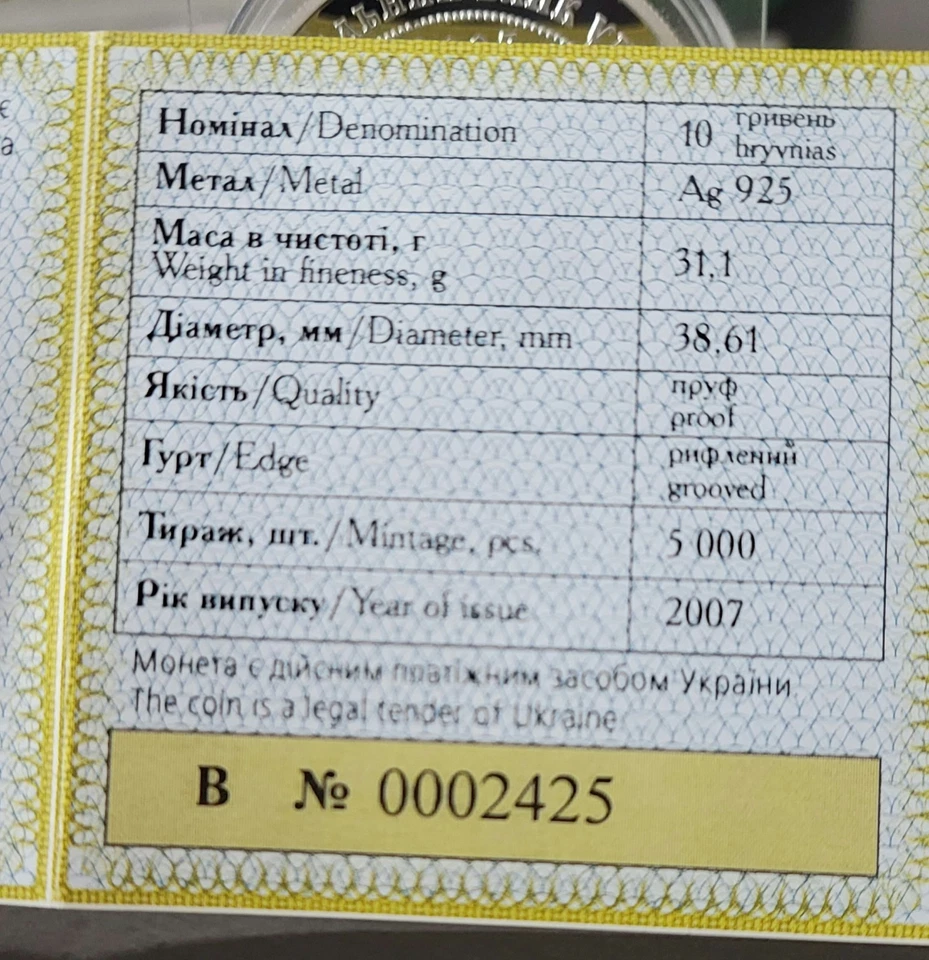 Номінал/Denomination
10 гривень
hryvnias
Метал/Metal
Ag 925
Маса в чистоті, г
Weight in fineness, g
31,1
Діаметр, мм/Diameter, mm
38,61
Якість/Quality
пруф
proof
Гурт/Edge
рифлений
grooved
Тираж, шт./Mintage, pcs.
5 000
Рік випуску/Year of issue
2007
Монета є дійсним платіжним засобом України
The coin is a legal tender of Ukraine
В № 0002425